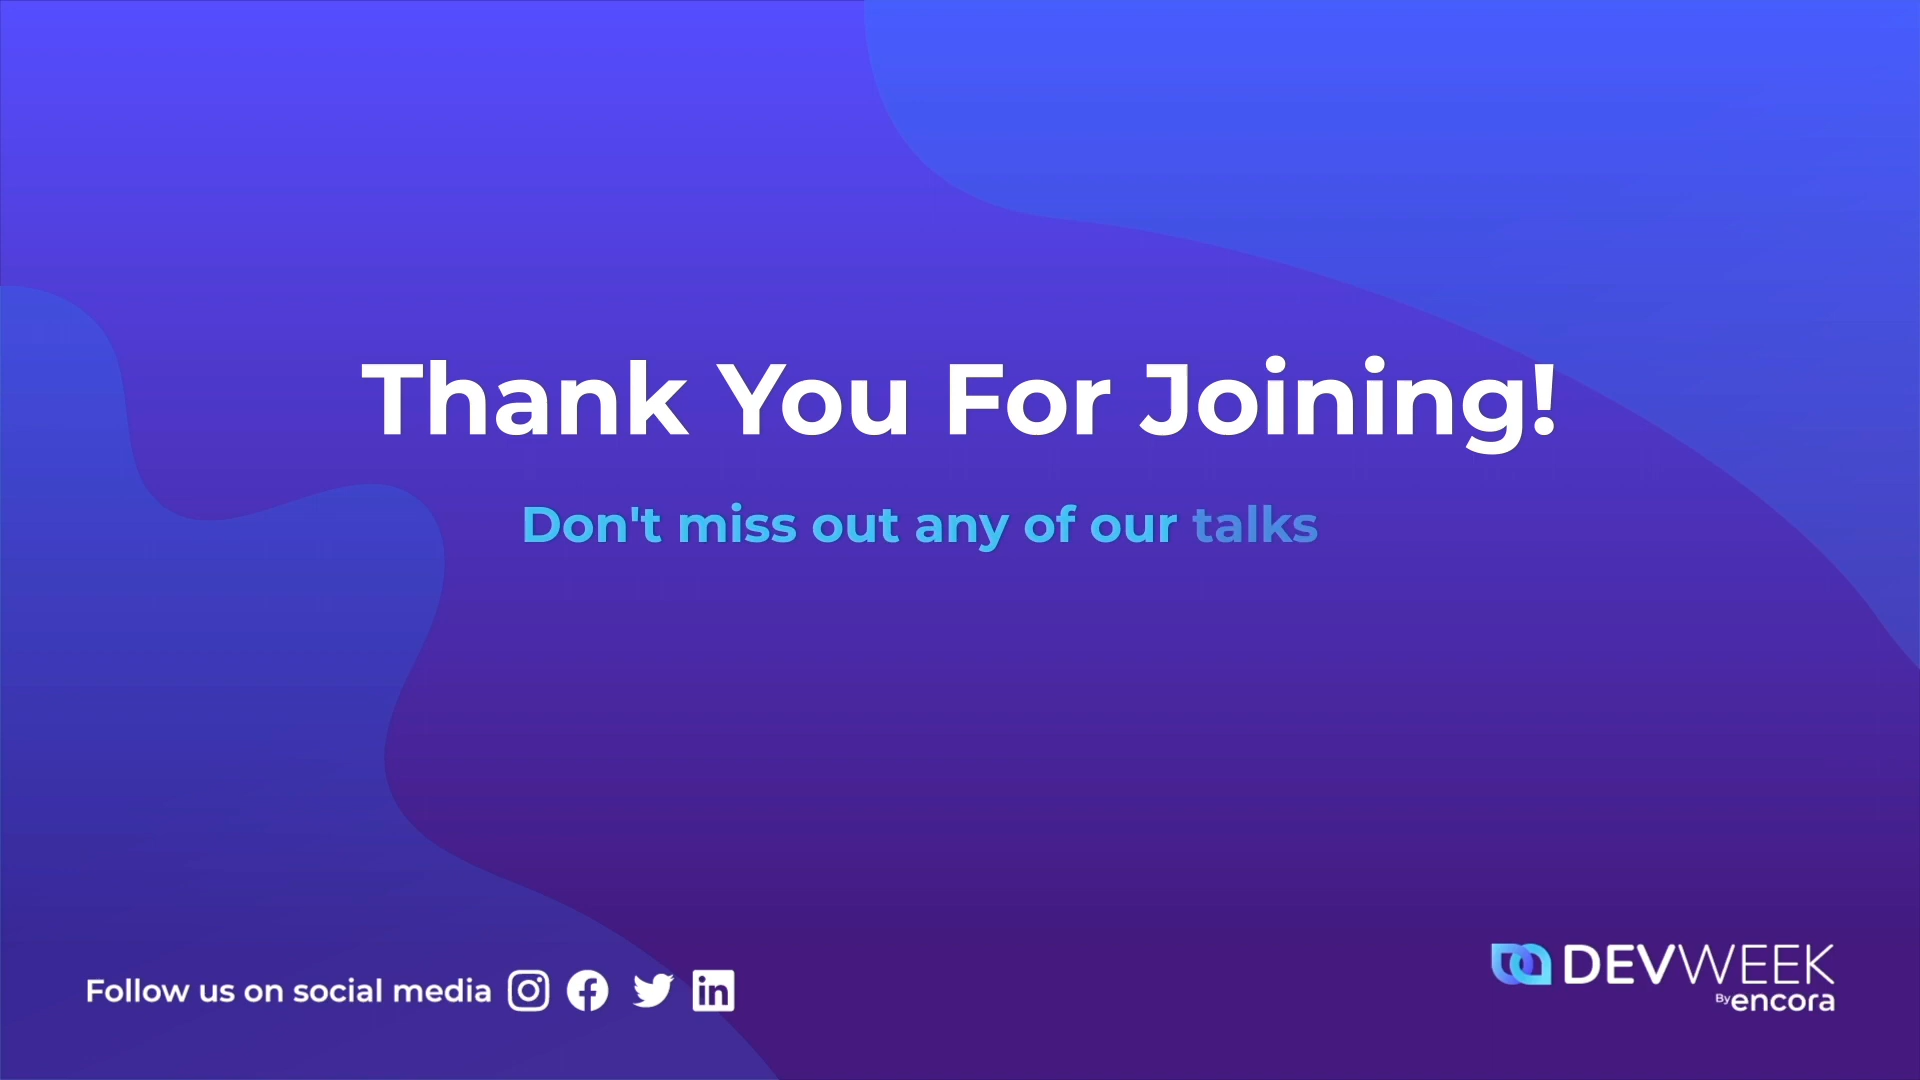 Thank You For Joining!
Don't miss out any of our talks
Follow us on social media
DEVWEEK
By encora